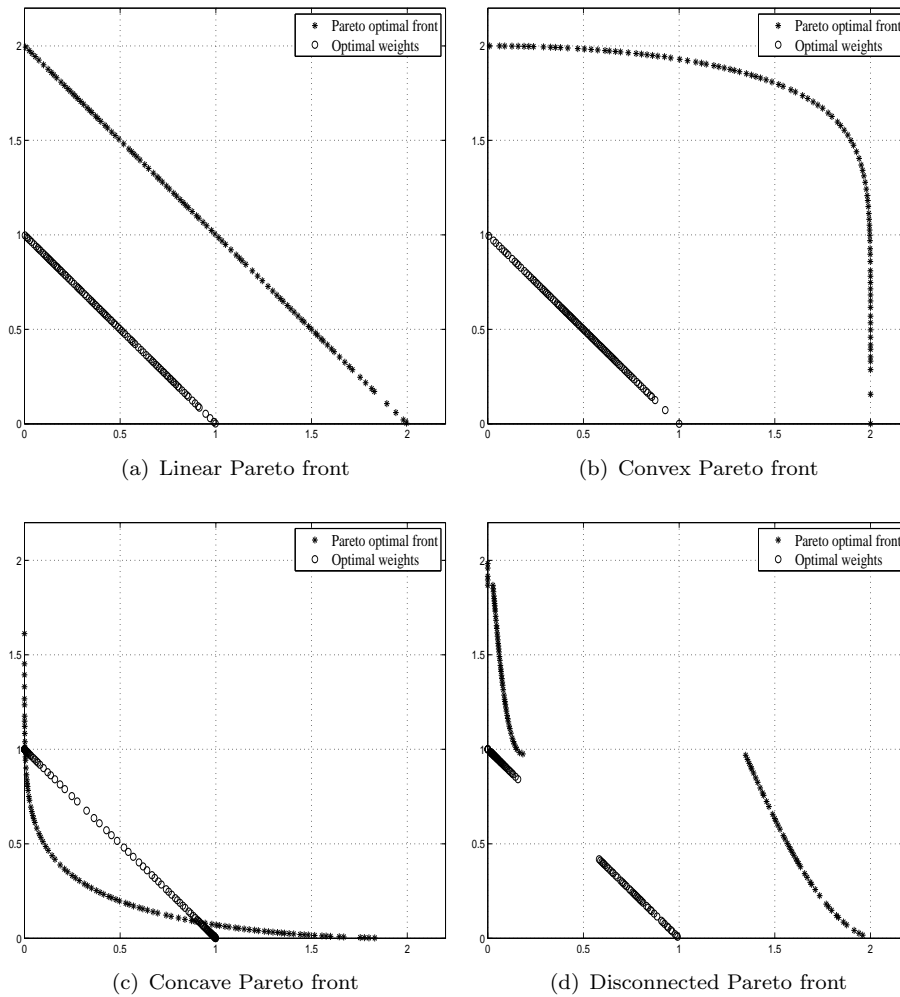 Pareto optimal front
Optimal weights
2
1.5
1
0.5
0
0 0.5 1 1.5 2
(a) Linear Pareto front
Pareto optimal front
Optimal weights
2
1.5
1
0.5
0
0 0.5 1 1.5 2
(b) Convex Pareto front
Pareto optimal front
Optimal weights
2
1.5
1
0.5
0
0 0.5 1 1.5 2
(c) Concave Pareto front
Pareto optimal front
Optimal weights
2
1.5
1
0.5
0
0 0.5 1 1.5 2
(d) Disconnected Pareto front